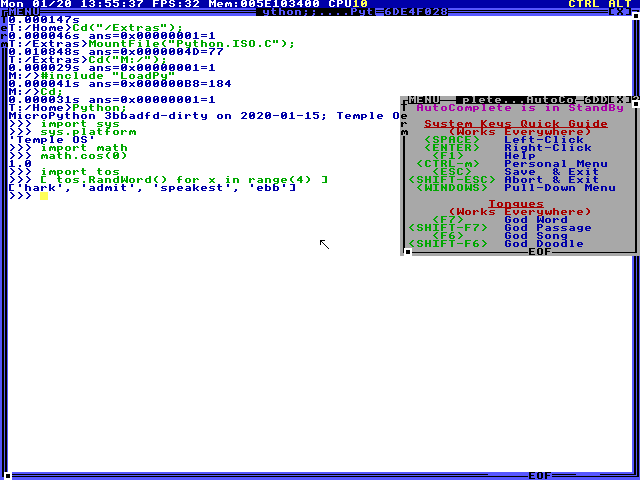 Mon 01/20 13:55:37 FPS:32 Mem:005E103400 CPU10 CTRL ALT
MENU ython;;....Pyt 6DE4F028 [X]
0.000147s
T:/Home>Cd("/Extras");
0.000046s ans=0x00000001=1
T:/Extras>MountFile("Python.ISO.C");
0.010848s ans=0x0000004D=77
T:/Extras>Cd("M:/");
0.000029s ans=0x00000001=1
M:/>#include "LoadPy"
0.000041s ans=0x000000B8=184
M:/>Cd;
0.000031s ans=0x00000001=1
T:/Home>Python;
MicroPython 3bbadfd-dirty on 2020-01-15; Temple
>>> import sys
>>> sys.platform
'Temple OS'
>>> import math
>>> math.cos(0)
1.0
>>> import tos
>>> [ tos.RandWord() for x in range(4) ]
['hark', 'admit', 'speakest', 'ebb']
>>>
EOF
MENU plete...AutoCo 6DD [X]
AutoComplete is in StandBy
System Keys Quick Guide
(Works Everywhere)
<SPACE> Left-Click
<ENTER> Right-Click
<F1> Help
<CTRL-m> Personal Menu
<ESC> Save & Exit
<SHIFT-ESC> Abort & Exit
<WINDOWS> Pull-Down Menu
Tongues
(Works Everywhere)
<F7> God Word
<SHIFT-F7> God Passage
<F6> God Song
<SHIFT-F6> God Doodle
EOF